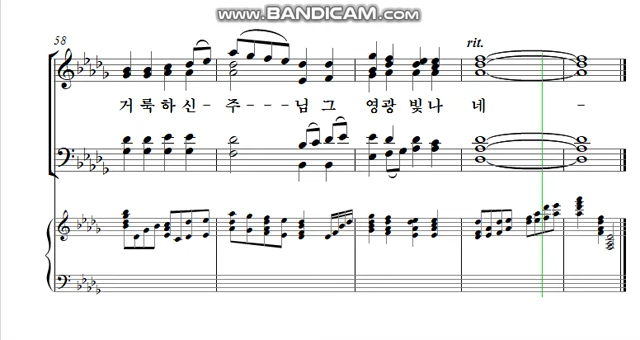 www.BANDICAM.com
58
rit.
거 룩 하 신 - 주 - - - 님 그 영광 빛 나 네 -